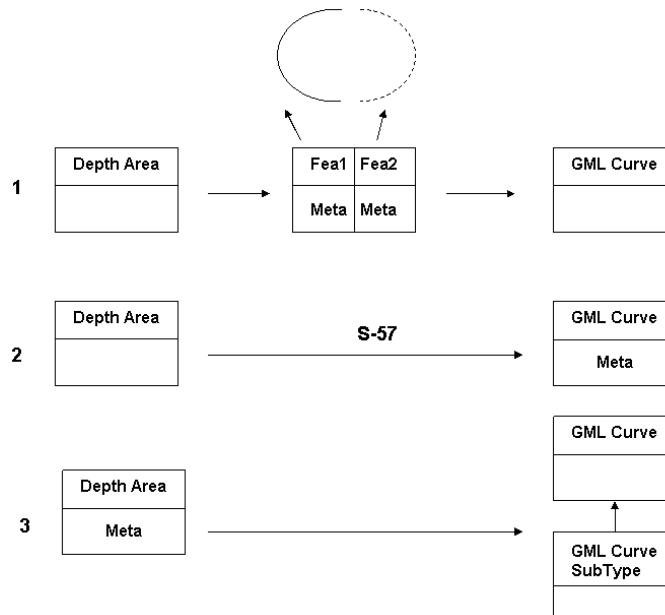 1
Depth Area
Fea1 Fea2
Meta Meta
GML Curve
2
Depth Area
S-57
GML Curve
Meta
3
Depth Area
Meta
GML Curve
GML Curve
SubType